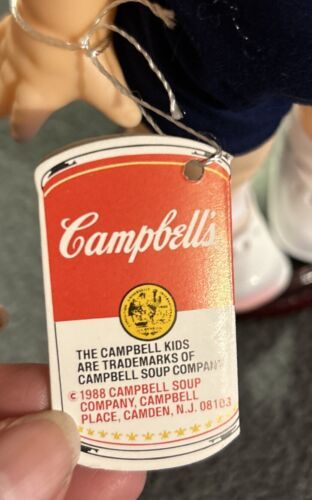 Campbell's
THE CAMPBELL KIDS
ARE TRADEMARKS OF
CAMPBELL SOUP COMPANY
© 1988 CAMPBELL SOUP
COMPANY, CAMPBELL
PLACE, CAMDEN, N.J. 08103